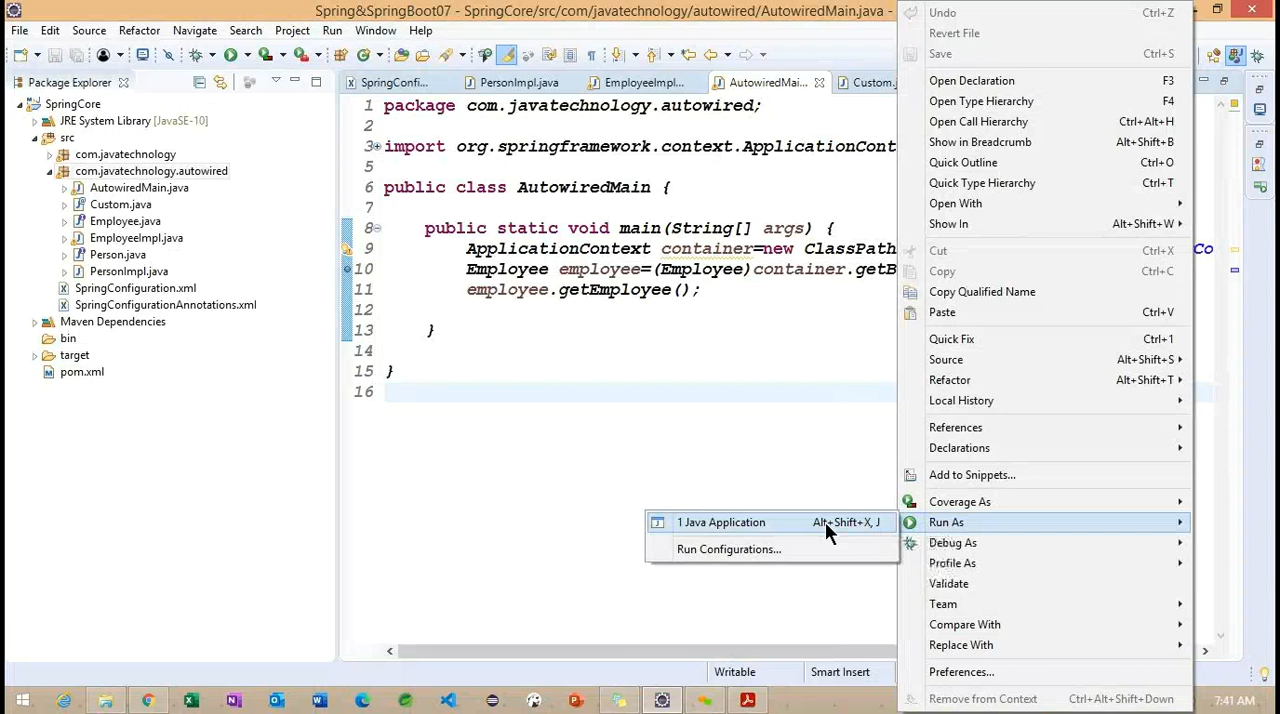 Spring&SpringBoot07 - SpringCore/src/com/javatechnology/autowired/AutowiredMain.java -
File Edit Source Refactor Navigate Search Project Run Window Help
Package Explorer
SpringCore
JRE System Library [JavaSE-10]
src
com.javatechnology
com.javatechnology.autowired
AutowiredMain.java
Custom.java
Employee.java
EmployeeImpl.java
Person.java
PersonImpl.java
SpringConfiguration.xml
SpringConfigurationAnnotations.xml
Maven Dependencies
bin
target
pom.xml
SpringConfi... PersonImpl.java EmployeeImpl... AutowiredMai... Custom.j
1 package com.javatechnology.autowired;
2
3 import org.springframework.context.ApplicationCont
5
6 public class AutowiredMain {
7
8 public static void main(String[] args) {
9 ApplicationContext container=new ClassPath Co
10 Employee employee=(Employee)container.getB
11 employee.getEmployee();
12
13 }
14
15 }
16
Undo Ctrl+Z
Revert File
Save Ctrl+S
Open Declaration F3
Open Type Hierarchy F4
Open Call Hierarchy Ctrl+Alt+H
Show in Breadcrumb Alt+Shift+B
Quick Outline Ctrl+O
Quick Type Hierarchy Ctrl+T
Open With
Show In Alt+Shift+W
Cut Ctrl+X
Copy Ctrl+C
Copy Qualified Name
Paste Ctrl+V
Quick Fix Ctrl+1
Source Alt+Shift+S
Refactor Alt+Shift+T
Local History
References
Declarations
Add to Snippets...
Coverage As
Run As
Debug As
Profile As
Validate
Team
Compare With
Replace With
Preferences...
Remove from Context Ctrl+Alt+Shift+Down
1 Java Application Alt+Shift+X, J
Run Configurations...
Writable Smart Insert
7:41 AM